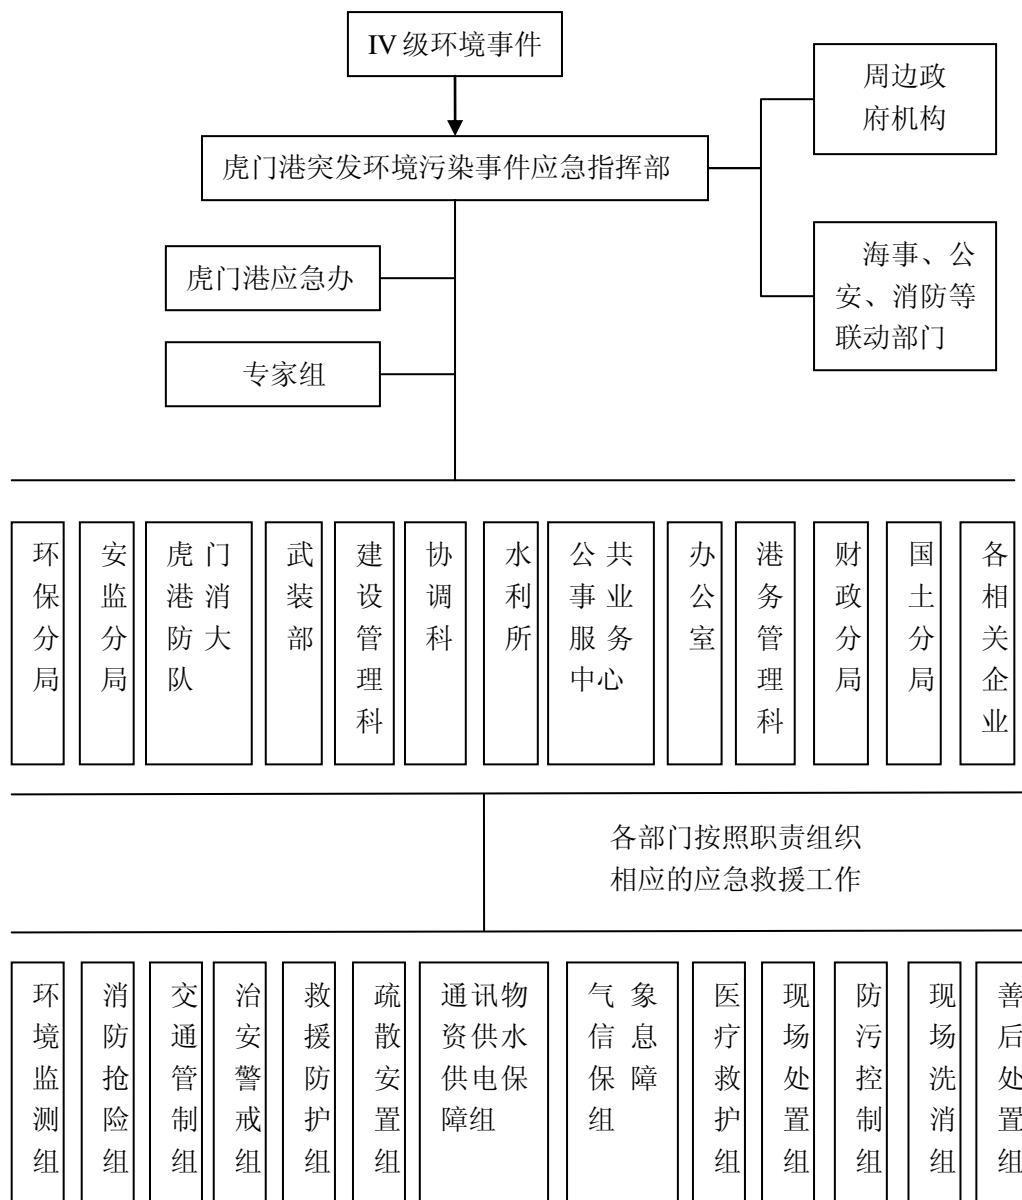 IV 级环境事件
周边政
府机构
虎门港突发环境污染事件应急指挥部
虎门港应急办
海事、公
安、消防等
联动部门
专家组
环保分局
安监分局
虎门
港消
防大
队
武装部
建设管理科
协调科
水利所
公共
事业
服务
中心
办公室
港务管理科
财政分局
国土分局
各相关企业
各部门按照职责组织
相应的应急救援工作
环境监测组
消防抢险组
交通管制组
治安警戒组
救援防护组
疏散安置组
通讯物
资供水
供电保
障组
气象
信息
保障
组
医疗救护组
现场处置组
防污控制组
现场洗消组
善后处置组